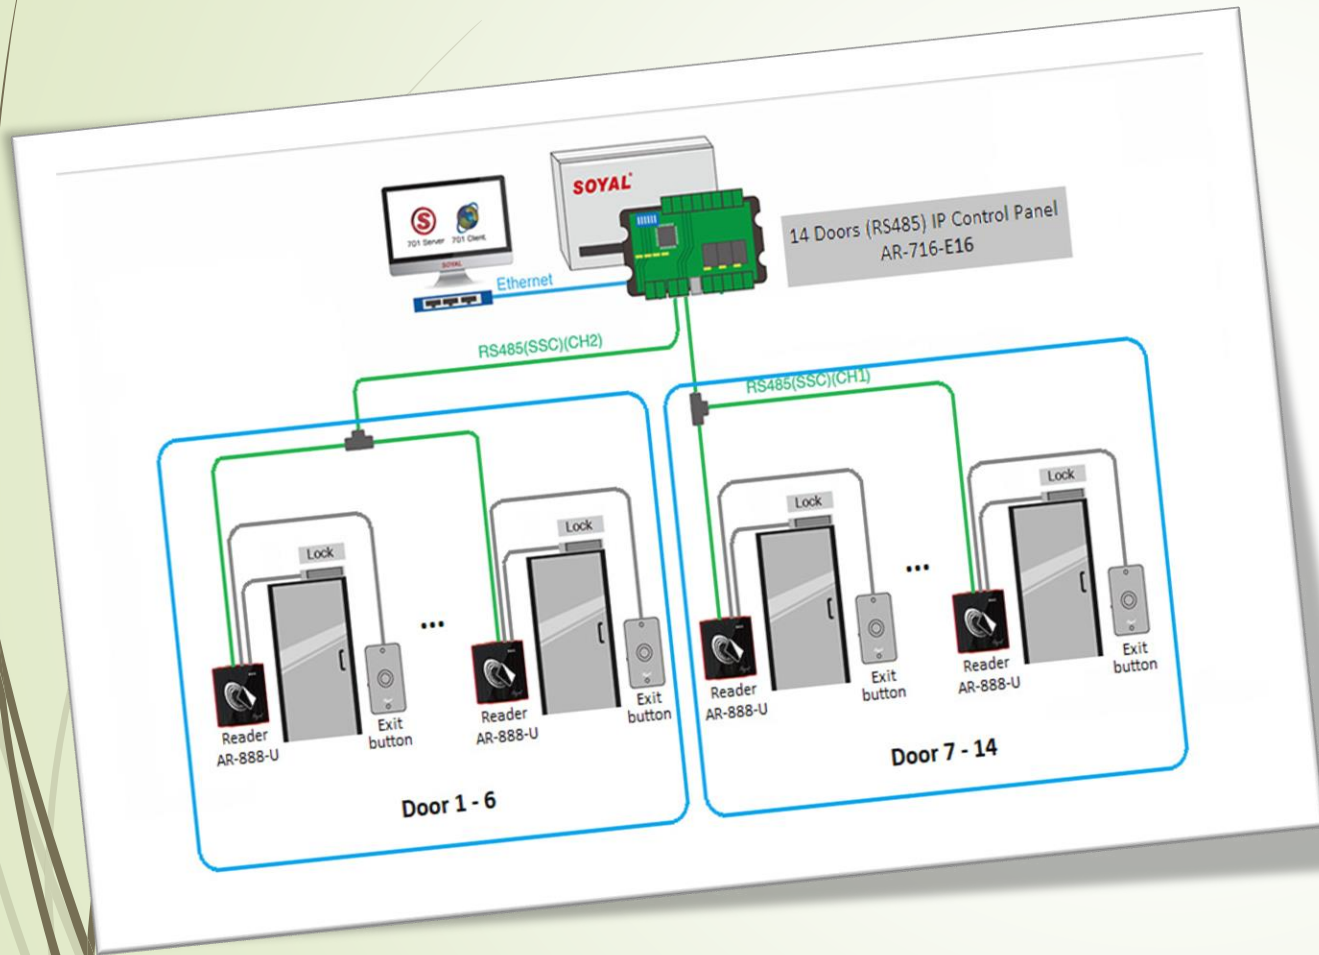 SOYAL
701 Server 701 Client
SOYAL
Ethernet
14 Doors (RS485) IP Control Panel
AR-716-E16
RS485(SSC)(CH2)
RS485(SSC)(CH1)
Lock
Lock
Lock
Lock
...
...
Reader
AR-888-U
Exit
button
Reader
AR-888-U
Exit
button
Reader
AR-888-U
Exit
button
Reader
AR-888-U
Exit
button
Door 1 - 6
Door 7 - 14